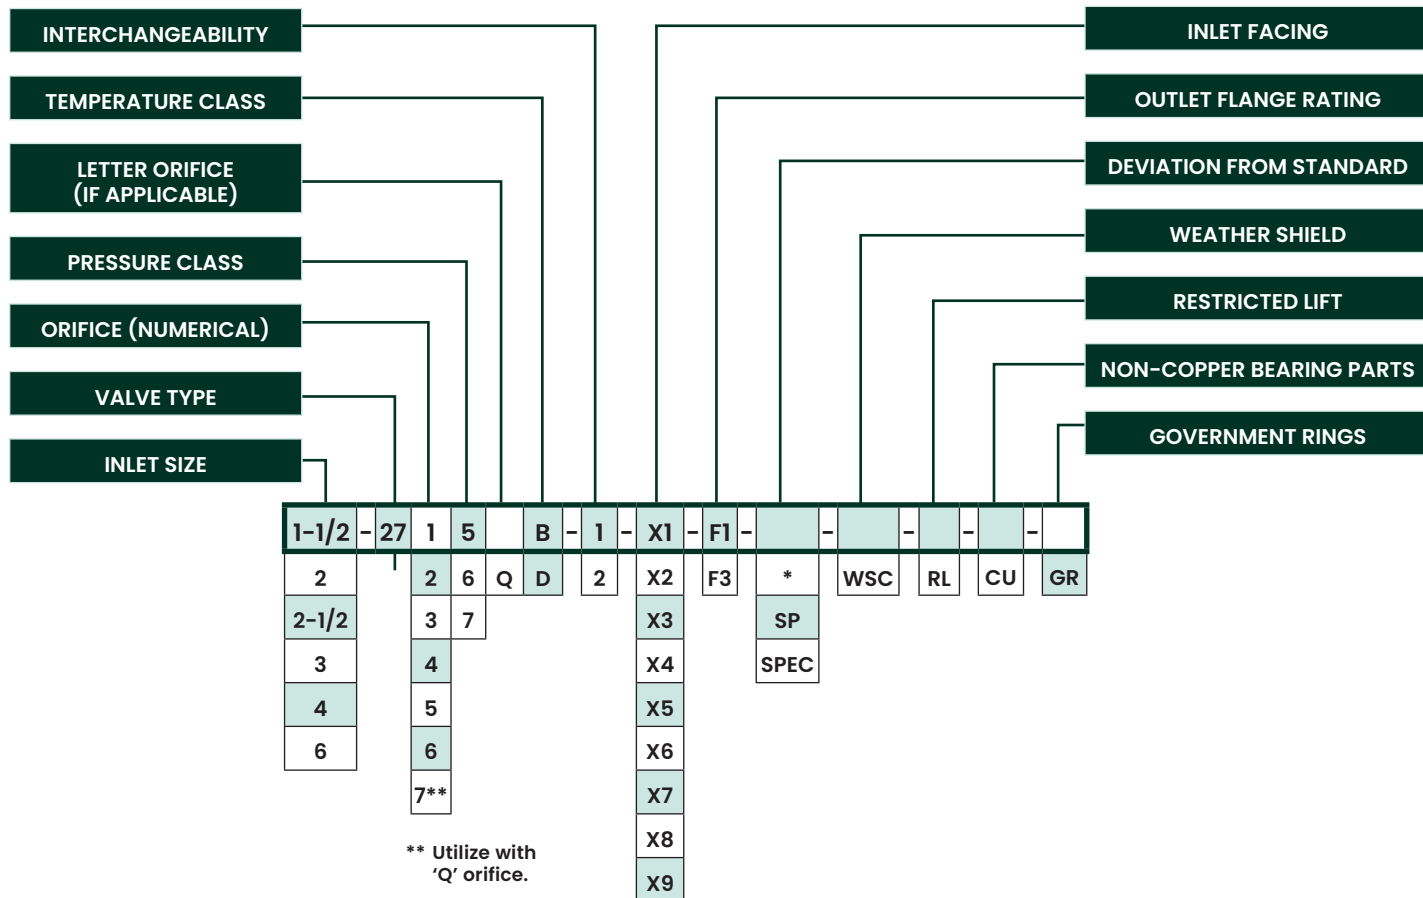 INTERCHANGEABILITY
TEMPERATURE CLASS
LETTER ORIFICE
(IF APPLICABLE)
PRESSURE CLASS
ORIFICE (NUMERICAL)
VALVE TYPE
INLET SIZE
INLET FACING
OUTLET FLANGE RATING
DEVIATION FROM STANDARD
WEATHER SHIELD
RESTRICTED LIFT
NON-COPPER BEARING PARTS
GOVERNMENT RINGS
1-1/2 - 27 1 5 B - 1 - X1 - F1 - - - - -
2 2 6 Q D 2 X2 F3 * WSC RL CU GR
2-1/2 3 7 X3 SP
3 4 X4 SPEC
4 5 X5
6 6 X6
7** X7
X8
** Utilize with
‘Q’ orifice.
X9